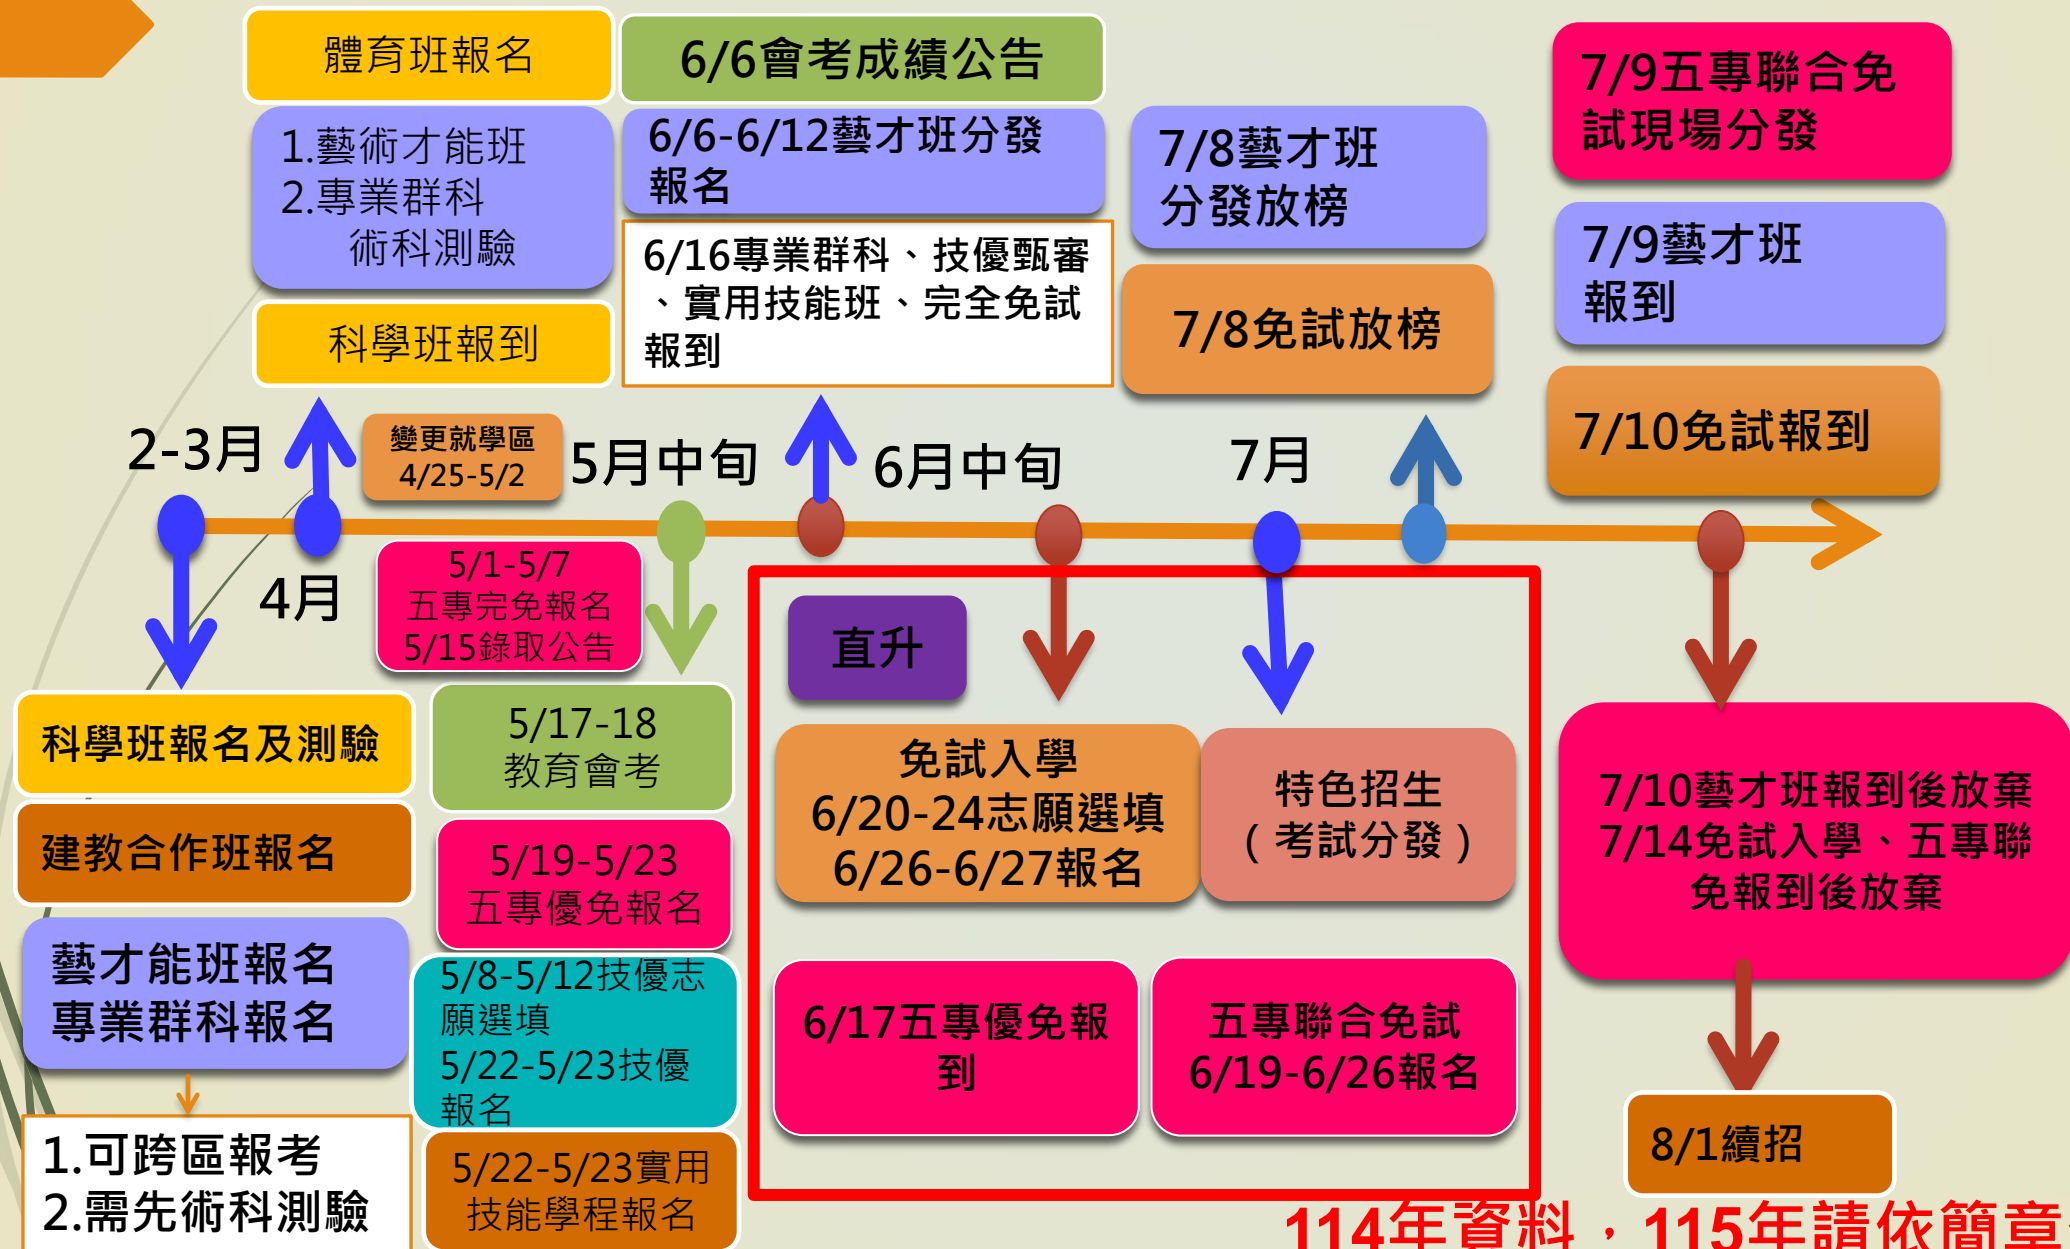 體育班報名
1.藝術才能班
2.專業群科
術科測驗
科學班報到
6/6會考成績公告
6/6-6/12藝才班分發
報名
6/16專業群科、技優甄審
、實用技能班、完全免試
報到
7/8藝才班
分發放榜
7/8免試放榜
7/9五專聯合免
試現場分發
7/9藝才班
報到
7/10免試報到
2-3月
變更就學區
4/25-5/2
5月中旬
6月中旬
7月
4月
5/1-5/7
五專完免報名
5/15錄取公告
科學班報名及測驗
建教合作班報名
藝才能班報名
專業群科報名
1.可跨區報考
2.需先術科測驗
5/17-18
教育會考
5/19-5/23
五專優免報名
5/8-5/12技優志
願選填
5/22-5/23技優
報名
5/22-5/23實用
技能學程報名
直升
免試入學
6/20-24志願選填
6/26-6/27報名
特色招生
(考試分發)
6/17五專優免報
到
五專聯合免試
6/19-6/26報名
7/10藝才班報到後放棄
7/14免試入學、五專聯
免報到後放棄
8/1續招
114年資料，115年請依簡章